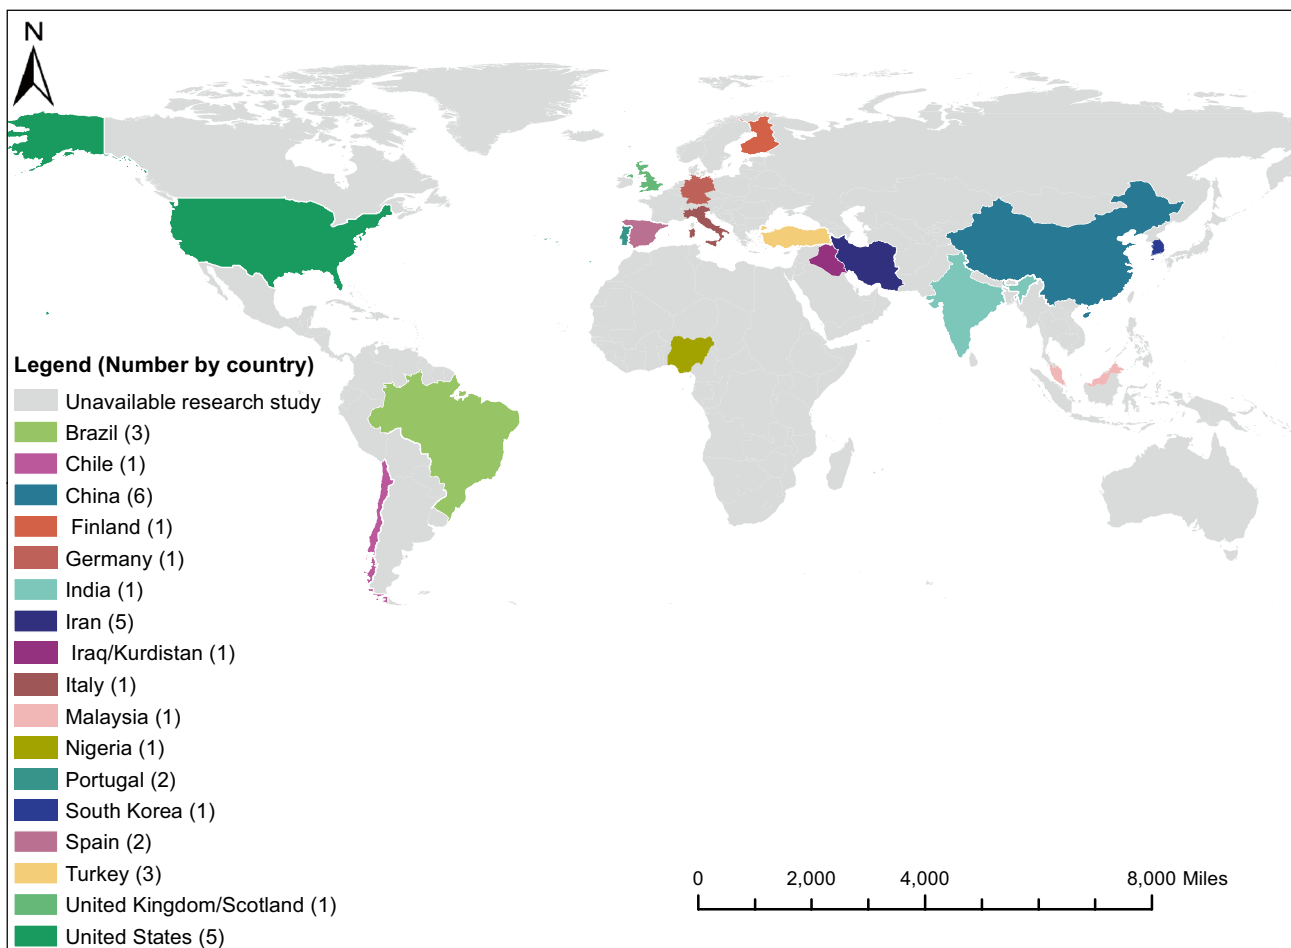 N
Legend (Number by country)
Unavailable research study
Brazil (3)
Chile (1)
China (6)
Finland (1)
Germany (1)
India (1)
Iran (5)
Iraq/Kurdistan (1)
Italy (1)
Malaysia (1)
Nigeria (1)
Portugal (2)
South Korea (1)
Spain (2)
Turkey (3)
United Kingdom/Scotland (1)
United States (5)
0 2,000 4,000 8,000 Miles